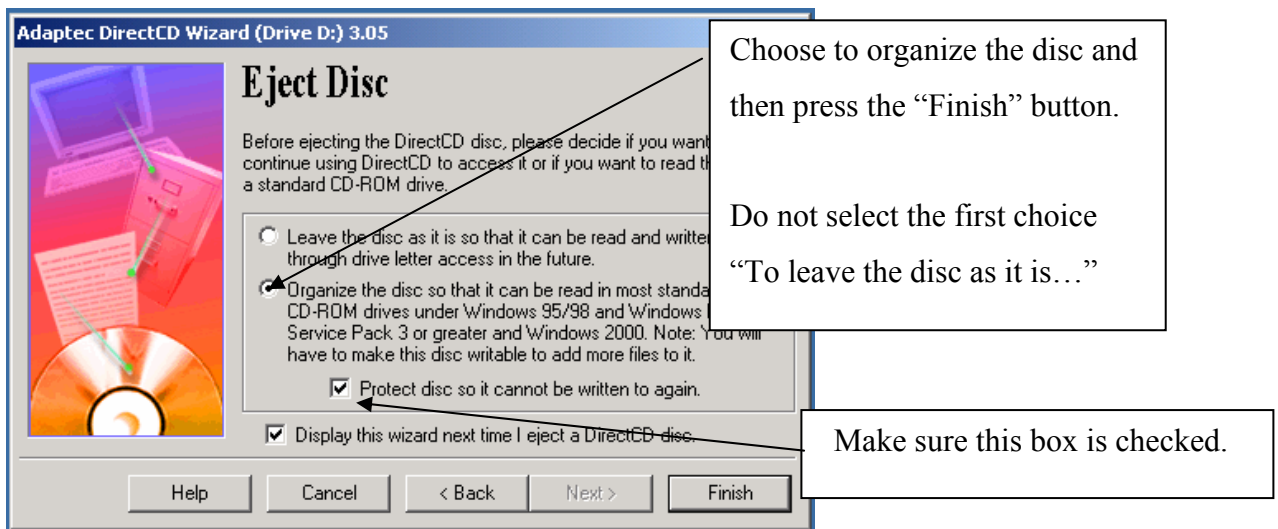 Adaptec DirectCD Wizard (Drive D:) 3.05
Eject Disc
Before ejecting the DirectCD disc, please decide if you want
continue using DirectCD to access it or if you want to read
a standard CD-ROM drive.
Leave the disc as it is so that it can be read and written
through drive letter access in the future.
Organize the disc so that it can be read in most
CD-ROM drives under Windows 95/98 and Windows
Service Pack 3 or greater and Windows 2000. Note: You will
have to make this disc writable to add more files to it.
Protect disc so it cannot be written to again.
Display this wizard next time I eject a DirectCD disc.
Help
Cancel
< Back
Next >
Finish
Choose to organize the disc and
then press the “Finish” button.
Do not select the first choice
“To leave the disc as it is…”
Make sure this box is checked.